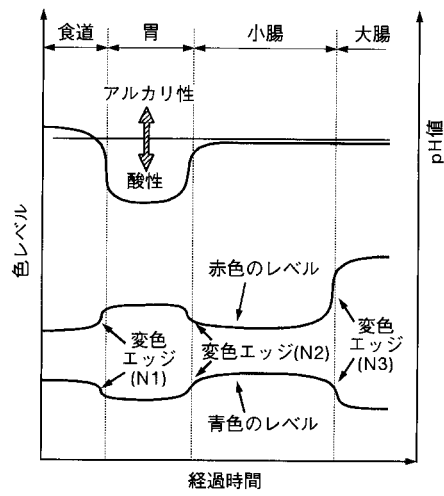 食道
胃
小腸
大腸
アルカリ性
酸性
色レベル
pH値
赤色のレベル
変色
エッジ
(N1)
変色エッジ(N2)
変色
エッジ
(N3)
青色のレベル
経過時間